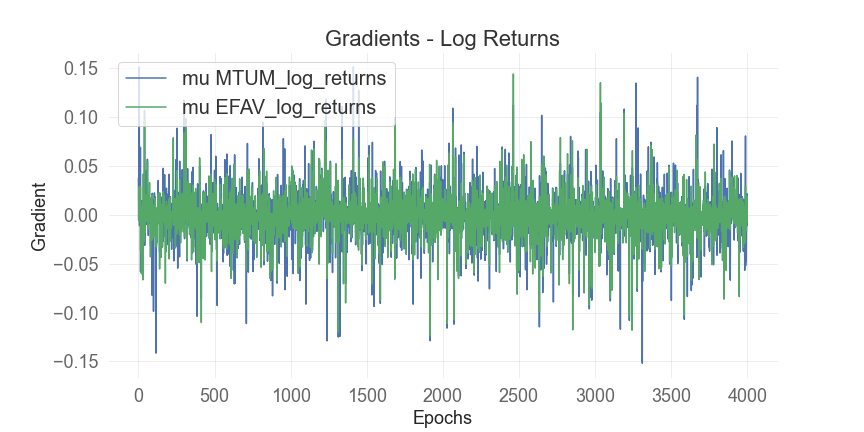 Gradients - Log Returns
mu MTUM_log_returns
mu EFAV_log_returns
0.15
0.10
0.05
0.00
−0.05
−0.10
−0.15
Gradient
0 500 1000 1500 2000 2500 3000 3500 4000
Epochs